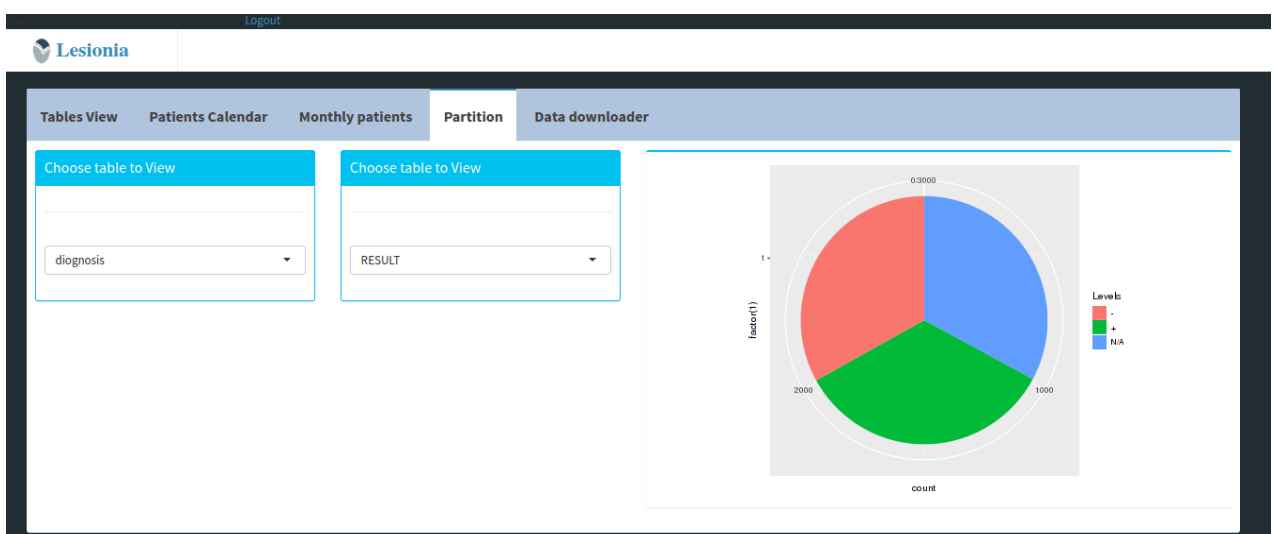 Logout
Lesionia
Tables View Patients Calendar Monthly patients Partition Data downloader
Choose table to View Choose table to View
diognosis RESULT
0.3000
1
factor(1)
2000 1000
count
Levels
-
+
N/A